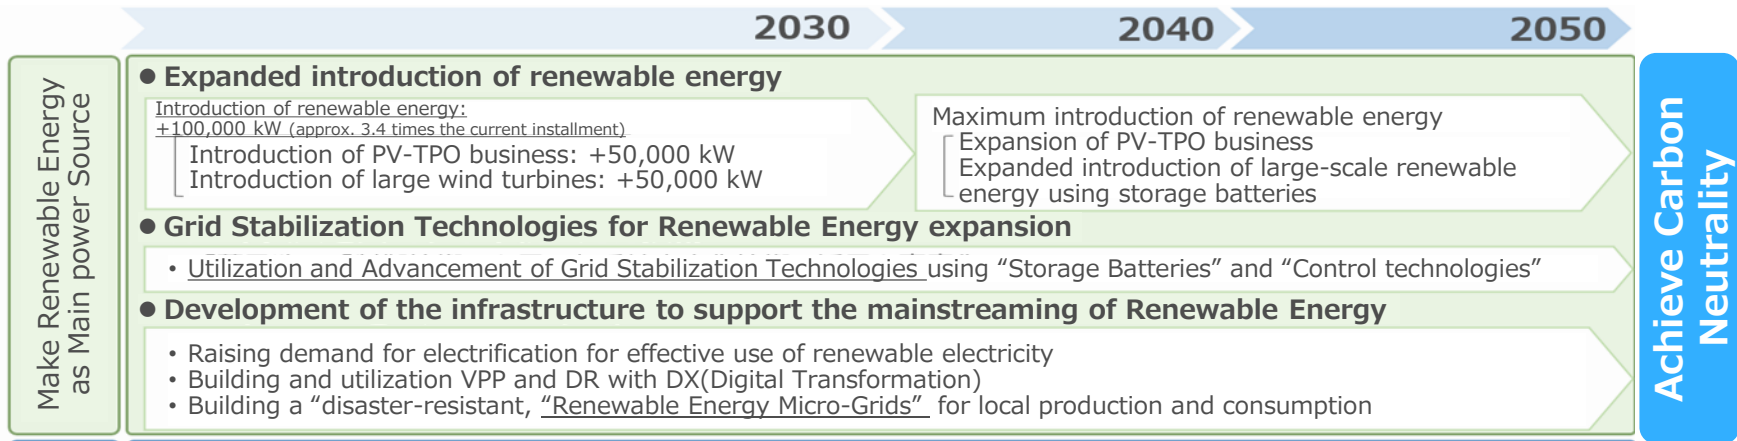 2030
2040
2050
Make Renewable Energy
as Main power Source
● Expanded introduction of renewable energy
Introduction of renewable energy:
+100,000 kW (approx. 3.4 times the current installment)
Introduction of PV-TPO business: +50,000 kW
Introduction of large wind turbines: +50,000 kW
Maximum introduction of renewable energy
Expansion of PV-TPO business
Expanded introduction of large-scale renewable
energy using storage batteries
● Grid Stabilization Technologies for Renewable Energy expansion
・Utilization and Advancement of Grid Stabilization Technologies using “Storage Batteries” and “Control technologies”
● Development of the infrastructure to support the mainstreaming of Renewable Energy
・Raising demand for electrification for effective use of renewable electricity
・Building and utilization VPP and DR with DX(Digital Transformation)
・Building a “disaster-resistant, “Renewable Energy Micro-Grids” for local production and consumption
Achieve Carbon
Neutrality